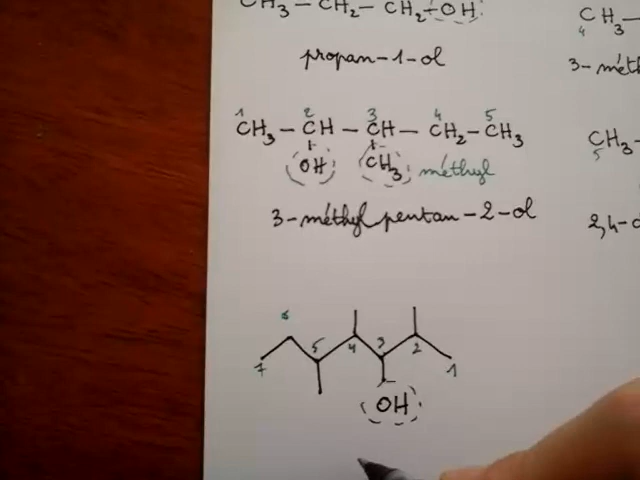 CH₃ – CH₂ – CH₂ – OH
propan-1-ol
1 2 3 4 5
CH₃ – CH – CH – CH₂ – CH₃
OH CH₃ méthyl
3-méthyl pentan-2-ol
6
7 5 4 3 2 1
OH
4
CH₃ –
3-méth
CH₃ –
5
2,4-d